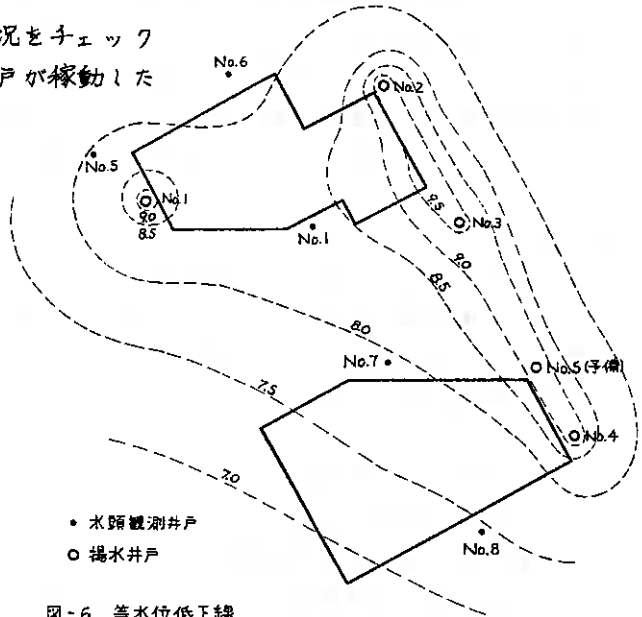 況をチェック
戸が稼動した
No.6
No.2
No.5
No.1
9.0
8.5
No.1
9.5
No.3
9.0
8.5
8.0
No.7
No.5(予備)
7.5
No.4
7.0
• 水頭観測井戸
○ 揚水井戸
No.8
図-6 等水位低下線